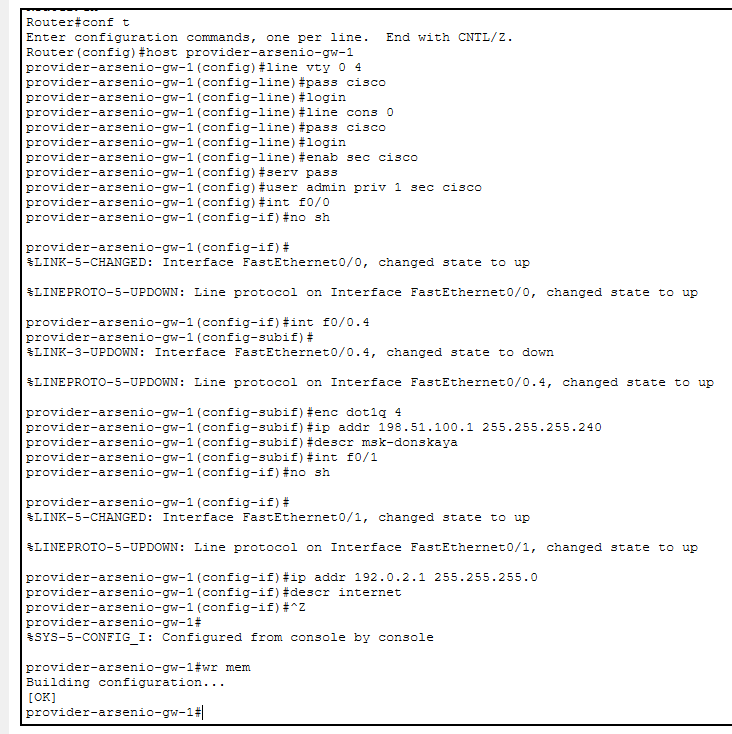 Router#conf t
Enter configuration commands, one per line.  End with CNTL/Z.
Router(config)#host provider-arsenio-gw-1
provider-arsenio-gw-1(config)#line vty 0 4
provider-arsenio-gw-1(config-line)#pass cisco
provider-arsenio-gw-1(config-line)#login
provider-arsenio-gw-1(config-line)#line cons 0
provider-arsenio-gw-1(config-line)#pass cisco
provider-arsenio-gw-1(config-line)#login
provider-arsenio-gw-1(config-line)#enab sec cisco
provider-arsenio-gw-1(config)#serv pass
provider-arsenio-gw-1(config)#user admin priv 1 sec cisco
provider-arsenio-gw-1(config)#int f0/0
provider-arsenio-gw-1(config-if)#no sh
provider-arsenio-gw-1(config-if)#
%LINK-5-CHANGED: Interface FastEthernet0/0, changed state to up
%LINEPROTO-5-UPDOWN: Line protocol on Interface FastEthernet0/0, changed state to up
provider-arsenio-gw-1(config-if)#int f0/0.4
provider-arsenio-gw-1(config-subif)#
%LINK-3-UPDOWN: Interface FastEthernet0/0.4, changed state to down
%LINEPROTO-5-UPDOWN: Line protocol on Interface FastEthernet0/0.4, changed state to up
provider-arsenio-gw-1(config-subif)#enc dot1q 4
provider-arsenio-gw-1(config-subif)#ip addr 198.51.100.1 255.255.255.240
provider-arsenio-gw-1(config-subif)#descr msk-donskaya
provider-arsenio-gw-1(config-subif)#int f0/1
provider-arsenio-gw-1(config-if)#no sh
provider-arsenio-gw-1(config-if)#
%LINK-5-CHANGED: Interface FastEthernet0/1, changed state to up
%LINEPROTO-5-UPDOWN: Line protocol on Interface FastEthernet0/1, changed state to up
provider-arsenio-gw-1(config-if)#ip addr 192.0.2.1 255.255.255.0
provider-arsenio-gw-1(config-if)#descr internet
provider-arsenio-gw-1(config-if)#^Z
provider-arsenio-gw-1#
%SYS-5-CONFIG_I: Configured from console by console
provider-arsenio-gw-1#wr mem
Building configuration...
[OK]
provider-arsenio-gw-1#